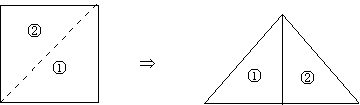 ②
①
⇒
① ②